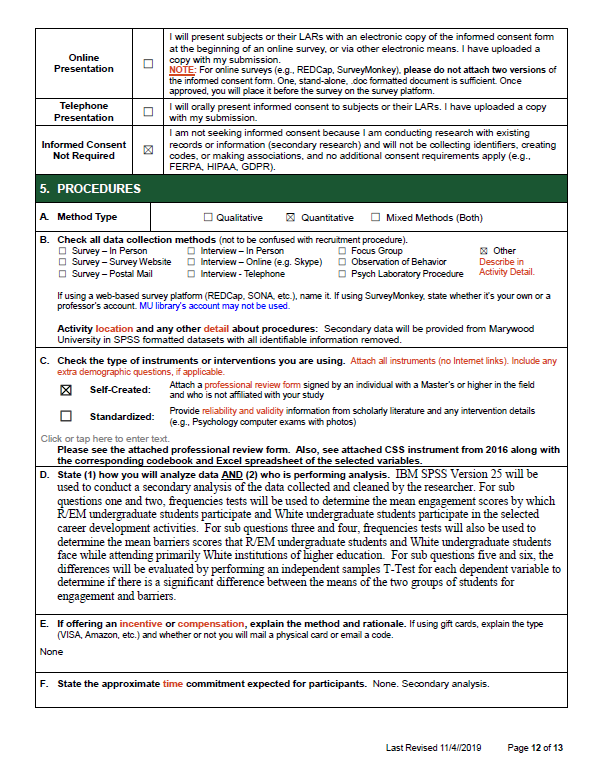 Online
Presentation
☐
I will present subjects or their LARs with an electronic copy of the informed consent form
at the beginning of an online survey, or via other electronic means. I have uploaded a
copy with my submission.
NOTE: For online surveys (e.g., REDCap, SurveyMonkey), please do not attach two versions of
the informed consent form. One, stand-alone, .doc formatted document is sufficient. Once
approved, you will place it before the survey on the survey platform.
Telephone
Presentation
☐
I will orally present informed consent to subjects or their LARs. I have uploaded a copy
with my submission.
Informed Consent
Not Required
☒
I am not seeking informed consent because I am conducting research with existing
records or information (secondary research) and will not be collecting identifiers, creating
codes, or making associations, and no additional consent requirements apply (e.g.,
FERPA, HIPAA, GDPR).
5. PROCEDURES
A. Method Type ☐ Qualitative ☒ Quantitative ☐ Mixed Methods (Both)
B. Check all data collection methods (not to be confused with recruitment procedure).
☐ Survey – In Person ☐ Interview – In Person ☐ Focus Group ☒ Other
☐ Survey – Survey Website ☐ Interview – Online (e.g. Skype) ☐ Observation of Behavior Describe in
☐ Survey – Postal Mail ☐ Interview - Telephone ☐ Psych Laboratory Procedure Activity Detail.
If using a web-based survey platform (REDCap, SONA, etc.), name it. If using SurveyMonkey, state whether it's your own or a
professor's account. MU library's account may not be used.
Activity location and any other detail about procedures: Secondary data will be provided from Marywood
University in SPSS formatted datasets with all identifiable information removed.
C. Check the type of instruments or interventions you are using. Attach all instruments (no Internet links). Include any
extra demographic questions, if applicable.
☒ Self-Created: Attach a professional review form signed by an individual with a Master's or higher in the field
and who is not affiliated with your study
☐ Standardized: Provide reliability and validity information from scholarly literature and any intervention details
(e.g., Psychology computer exams with photos)
Click or tap here to enter text.
Please see the attached professional review form. Also, see attached CSS instrument from 2016 along with
the corresponding codebook and Excel spreadsheet of the selected variables.
D. State (1) how you will analyze data AND (2) who is performing analysis. IBM SPSS Version 25 will be
used to conduct a secondary analysis of the data collected and cleaned by the researcher. For sub
questions one and two, frequencies tests will be used to determine the mean engagement scores by which
R/EM undergraduate students participate and White undergraduate students participate in the selected
career development activities. For sub questions three and four, frequencies tests will also be used to
determine the mean barriers scores that R/EM undergraduate students and White undergraduate students
face while attending primarily White institutions of higher education. For sub questions five and six, the
differences will be evaluated by performing an independent samples T-Test for each dependent variable to
determine if there is a significant difference between the means of the two groups of students for
engagement and barriers.
E. If offering an incentive or compensation, explain the method and rationale. If using gift cards, explain the type
(VISA, Amazon, etc.) and whether or not you will mail a physical card or email a code.
None
F. State the approximate time commitment expected for participants. None. Secondary analysis.
Last Revised 11/4//2019 Page 12 of 13